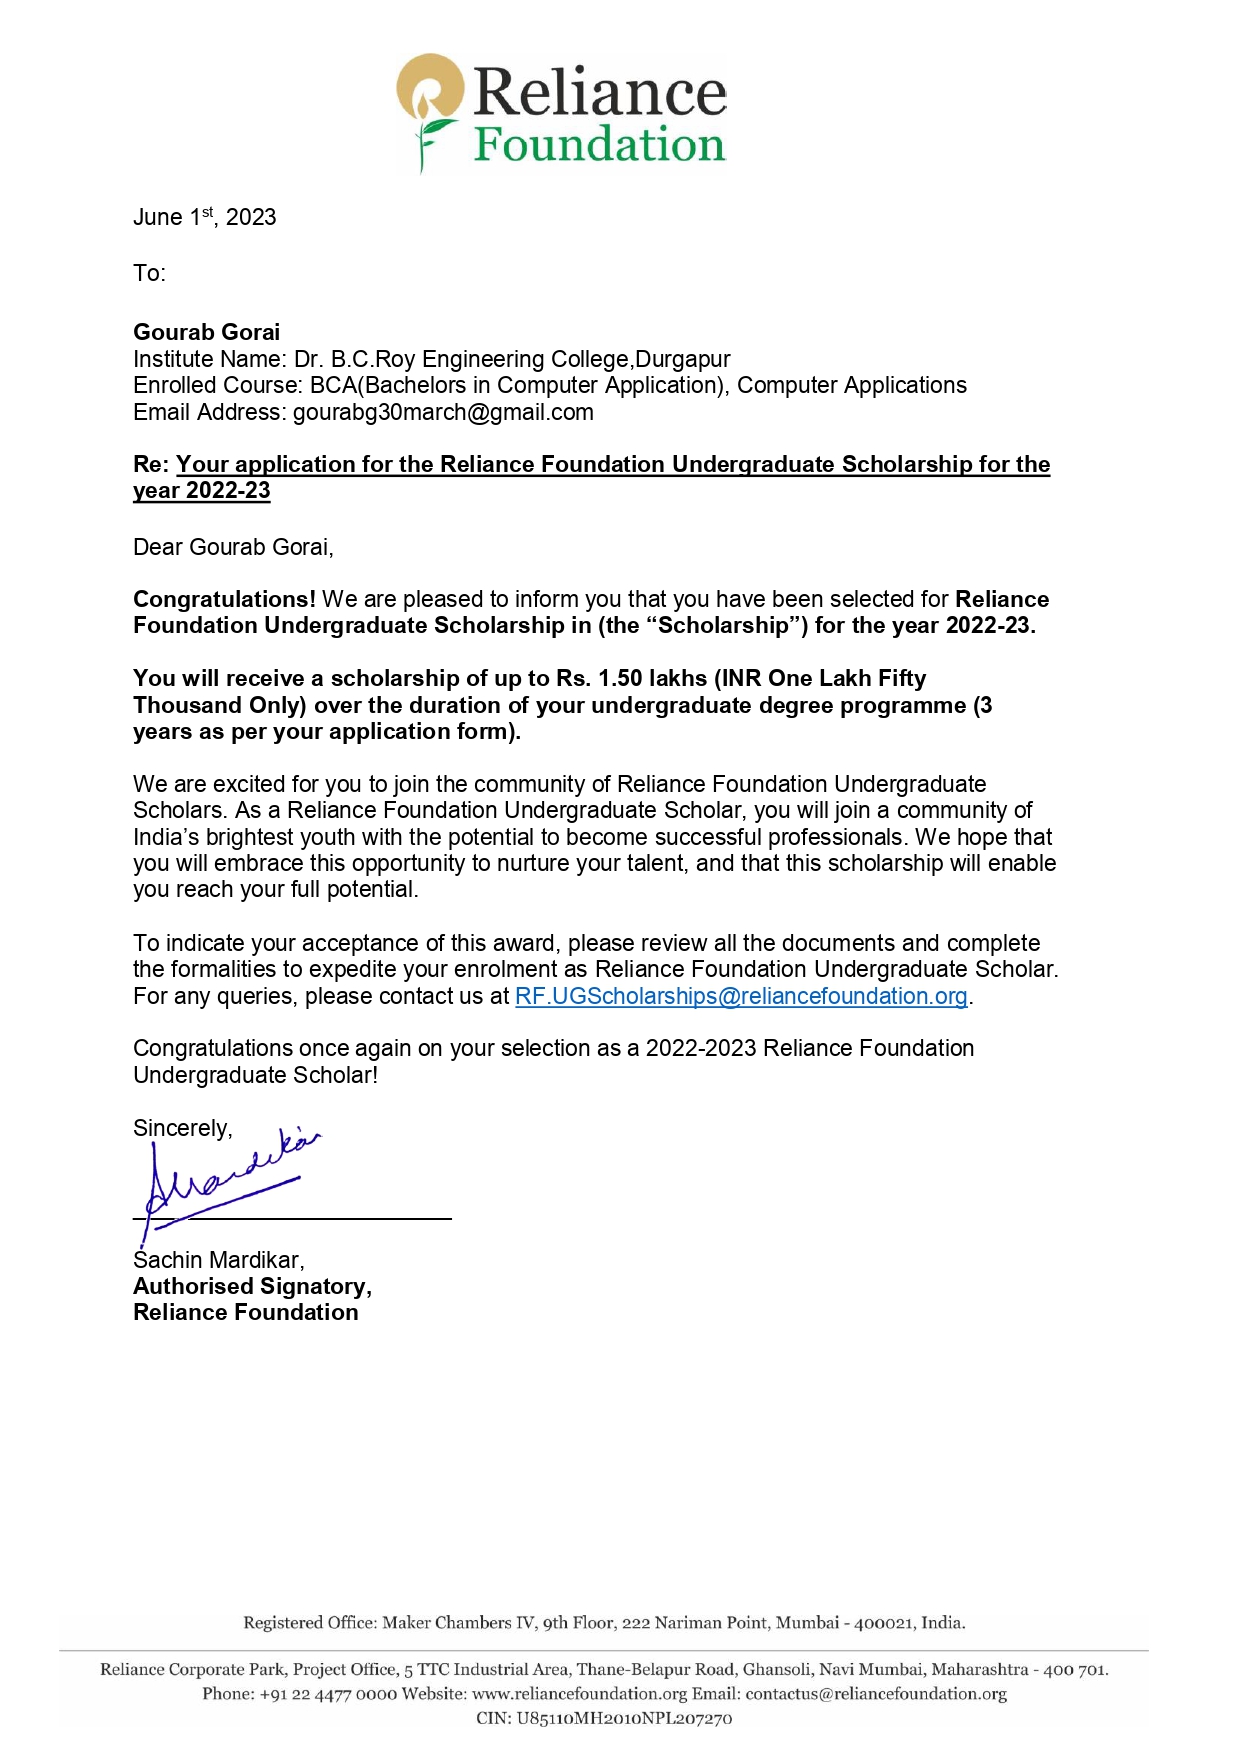 Reliance
Foundation
June 1st, 2023
To:
Gourab Gorai
Institute Name: Dr. B.C.Roy Engineering College,Durgapur
Enrolled Course: BCA(Bachelors in Computer Application), Computer Applications
Email Address: gourabg30march@gmail.com
Re: Your application for the Reliance Foundation Undergraduate Scholarship for the
year 2022-23
Dear Gourab Gorai,
Congratulations! We are pleased to inform you that you have been selected for Reliance
Foundation Undergraduate Scholarship in (the “Scholarship”) for the year 2022-23.
You will receive a scholarship of up to Rs. 1.50 lakhs (INR One Lakh Fifty
Thousand Only) over the duration of your undergraduate degree programme (3
years as per your application form).
We are excited for you to join the community of Reliance Foundation Undergraduate
Scholars. As a Reliance Foundation Undergraduate Scholar, you will join a community of
India’s brightest youth with the potential to become successful professionals. We hope that
you will embrace this opportunity to nurture your talent, and that this scholarship will enable
you reach your full potential.
To indicate your acceptance of this award, please review all the documents and complete
the formalities to expedite your enrolment as Reliance Foundation Undergraduate Scholar.
For any queries, please contact us at RF.UGScholarships@reliancefoundation.org.
Congratulations once again on your selection as a 2022-2023 Reliance Foundation
Undergraduate Scholar!
Sincerely,
Sachin Mardikar,
Authorised Signatory,
Reliance Foundation
Registered Office: Maker Chambers IV, 9th Floor, 222 Nariman Point, Mumbai - 400021, India.
Reliance Corporate Park, Project Office, 5 TTC Industrial Area, Thane-Belapur Road, Ghansoli, Navi Mumbai, Maharashtra - 400 701.
Phone: +91 22 4477 0000 Website: www.reliancefoundation.org Email: contactus@reliancefoundation.org
CIN: U85110MH2010NPL207270